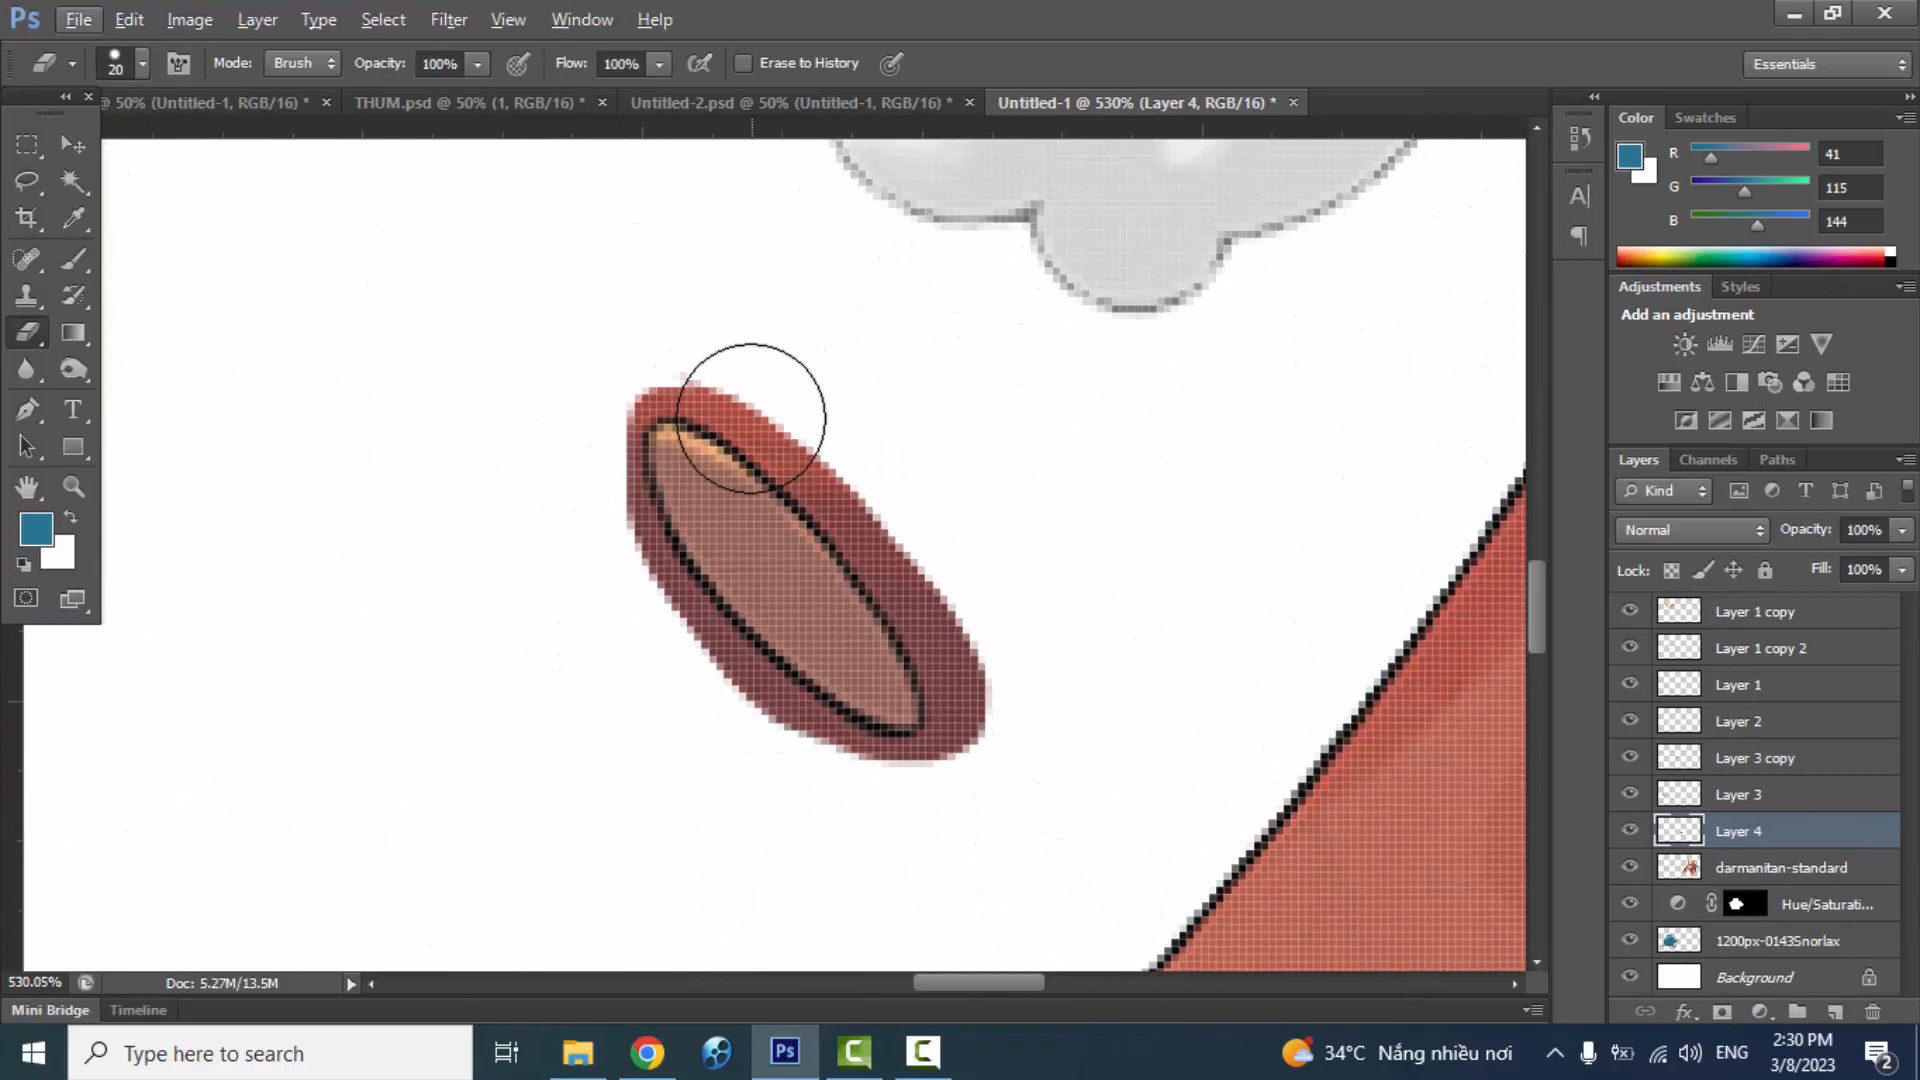 Ps File Edit Image Layer Type Select Filter View Window Help
20 Mode: Brush Opacity: 100% Flow: 100% Erase to History Essentials
@ 50% (Untitled-1, RGB/16) * THUM.psd @ 50% (1, RGB/16) * Untitled-2.psd @ 50% (Untitled-1, RGB/16) * Untitled-1 @ 530% (Layer 4, RGB/16) *
Color Swatches
R 41
G 115
B 144
Adjustments Styles
Add an adjustment
Layers Channels Paths
Kind
Normal Opacity: 100%
Lock: Fill: 100%
Layer 1 copy
Layer 1 copy 2
Layer 1
Layer 2
Layer 3 copy
Layer 3
Layer 4
darmanitan-standard
Hue/Saturati...
1200px-0143Snorlax
Background
530.05% Doc: 5.27M/13.5M
Mini Bridge Timeline
Type here to search
Ps
34°C Nắng nhiều nơi
ENG
2:30 PM
3/8/2023
2